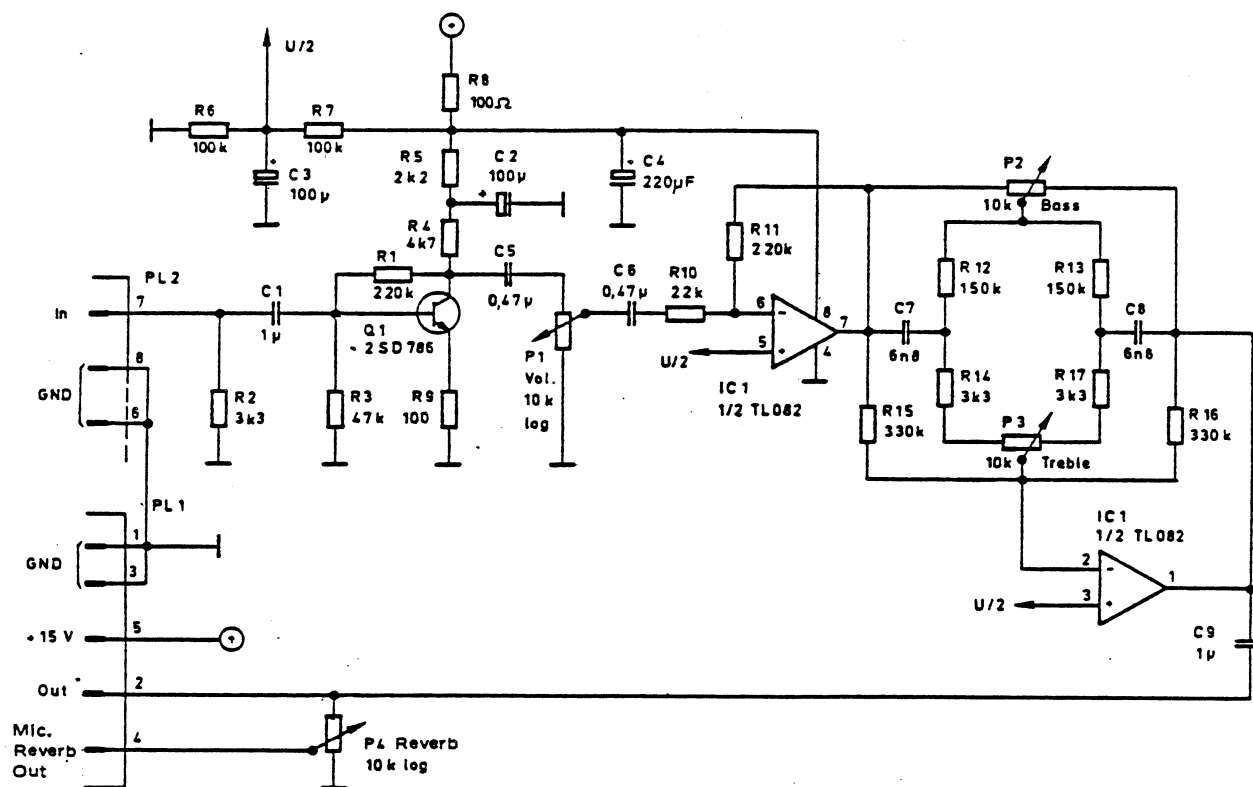 +
U/2
R8
100Ω
R6
100k
R7
100k
+
C3
100µ
R5
2k2
C2
100µ
+
+
C4
220µF
R4
4k7
R1
220k
C5
0,47µ
C6
0,47µ
R10
22k
R11
220k
P2
10k Bass
R12
150k
R13
150k
PL2
In
7
C1
1µ
Q1
~ 2SD786
P1
Vol.
10k
log
U/2
6
-
5
+
8
7
4
IC1
1/2 TL082
C7
6n8
C8
6n8
8
GND
6
R2
3k3
R3
47k
R9
100
R14
3k3
R17
3k3
R15
330k
R16
330k
P3
10k Treble
PL1
1
GND
3
IC1
1/2 TL082
2
-
1
U/2
3
+
+15V
5
+
C9
1µ
Out
2
Mic.
Reverb
Out
4
P4 Reverb
10k log